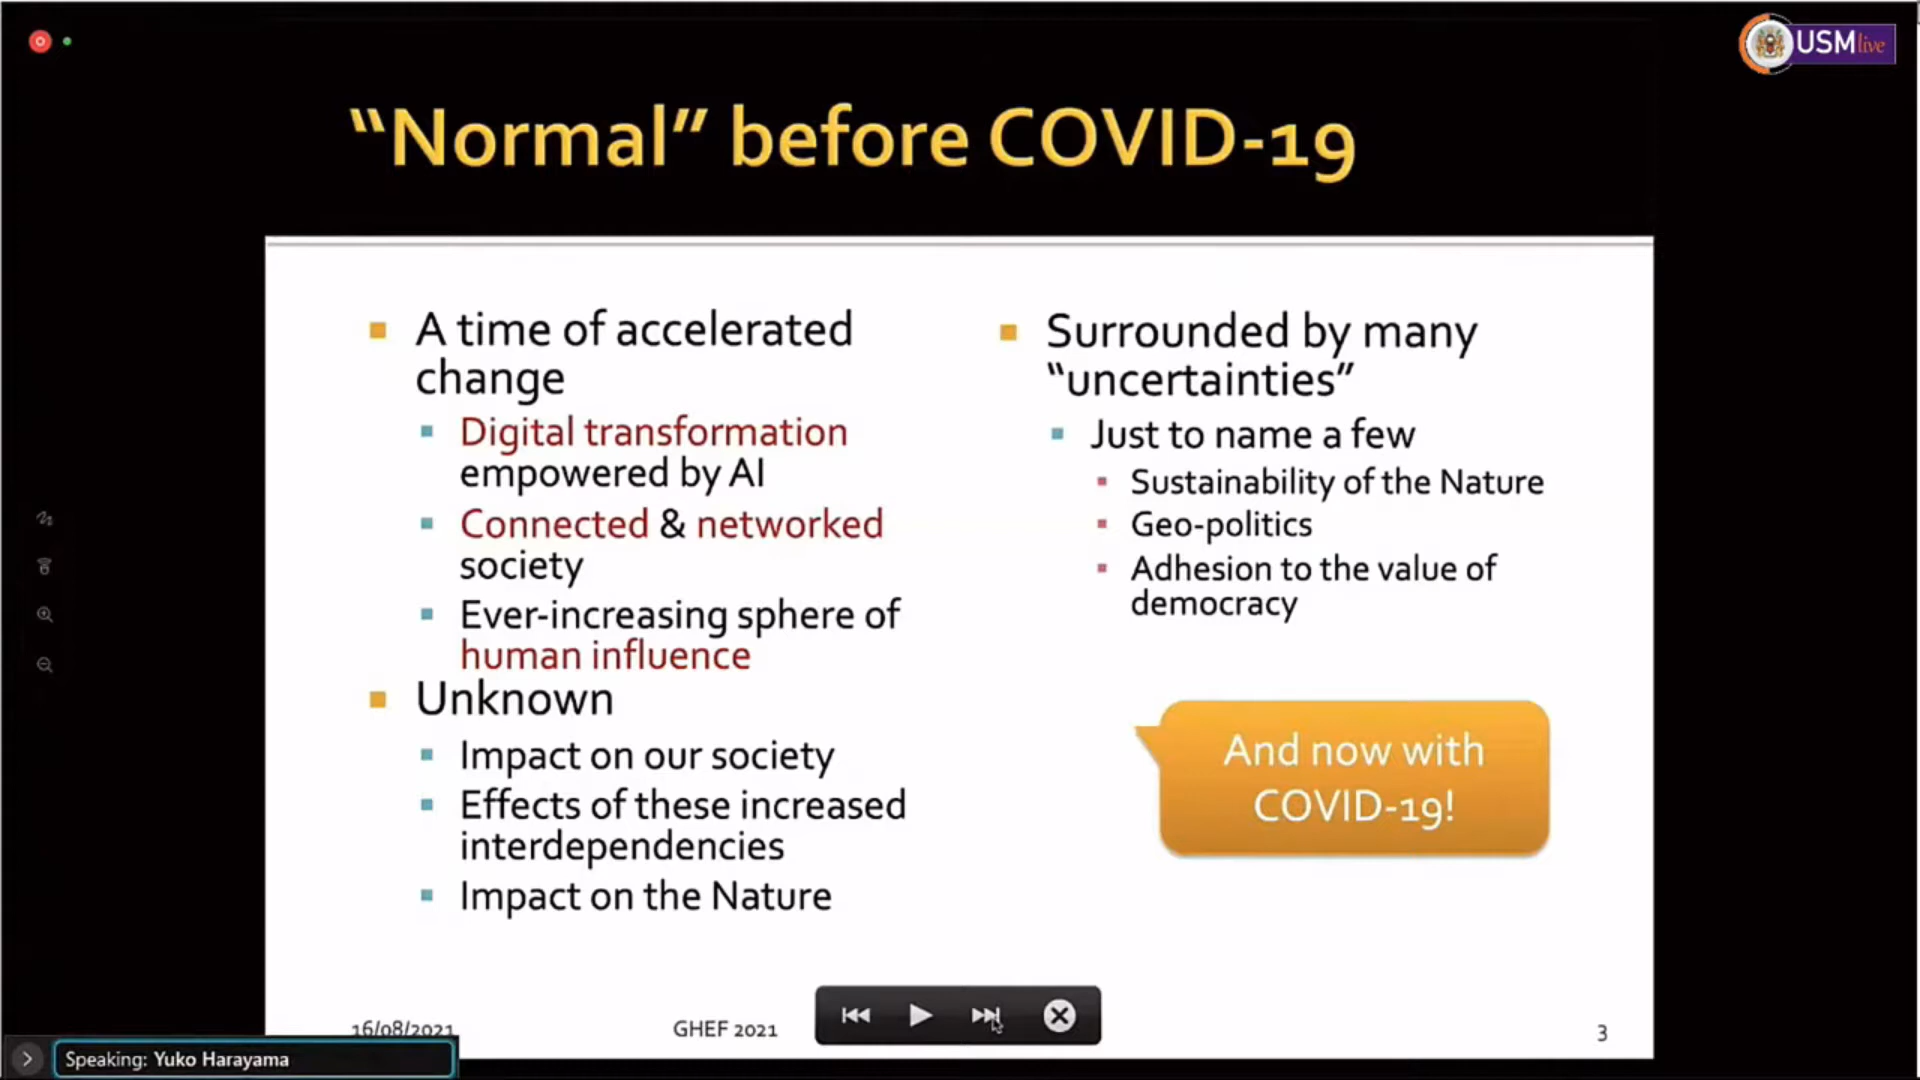 USMlive
“Normal” before COVID-19
A time of accelerated
change
Digital transformation
empowered by AI
Connected & networked
society
Ever-increasing sphere of
human influence
Unknown
Impact on our society
Effects of these increased
interdependencies
Impact on the Nature
Surrounded by many
“uncertainties”
Just to name a few
Sustainability of the Nature
Geo-politics
Adhesion to the value of
democracy
And now with
COVID-19!
16/08/2021
GHEF 2021
3
Speaking: Yuko Harayama